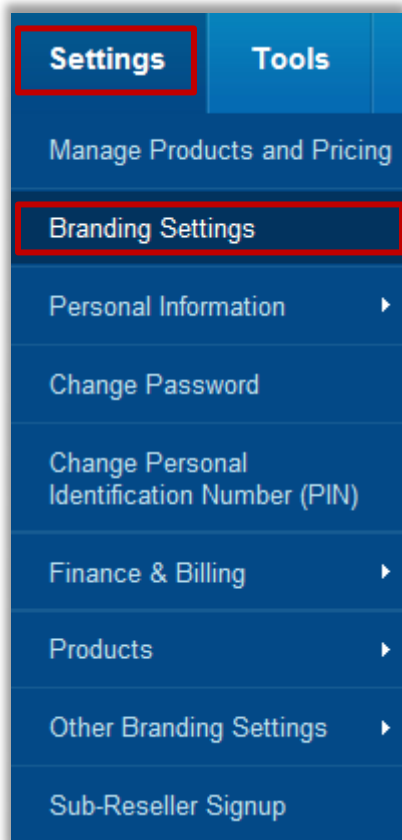 Settings Tools
Manage Products and Pricing
Branding Settings
Personal Information
Change Password
Change Personal
Identification Number (PIN)
Finance & Billing
Products
Other Branding Settings
Sub-Reseller Signup